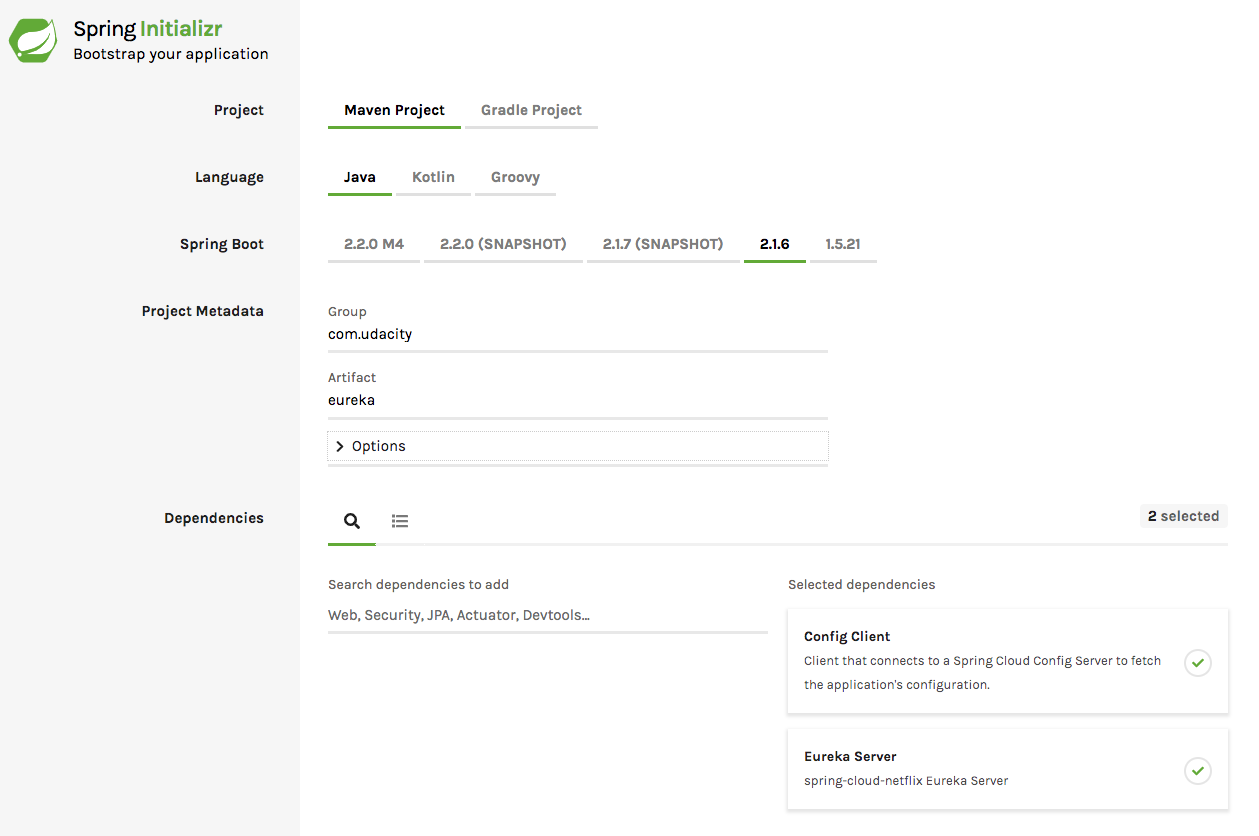 Spring Initializr
Bootstrap your application
Project
Maven Project Gradle Project
Language
Java Kotlin Groovy
Spring Boot
2.2.0 M4 2.2.0 (SNAPSHOT) 2.1.7 (SNAPSHOT) 2.1.6 1.5.21
Project Metadata
Group
com.udacity
Artifact
eureka
Options
Dependencies
2 selected
Search dependencies to add
Web, Security, JPA, Actuator, Devtools...
Selected dependencies
Config Client
Client that connects to a Spring Cloud Config Server to fetch
the application's configuration.
Eureka Server
spring-cloud-netflix Eureka Server